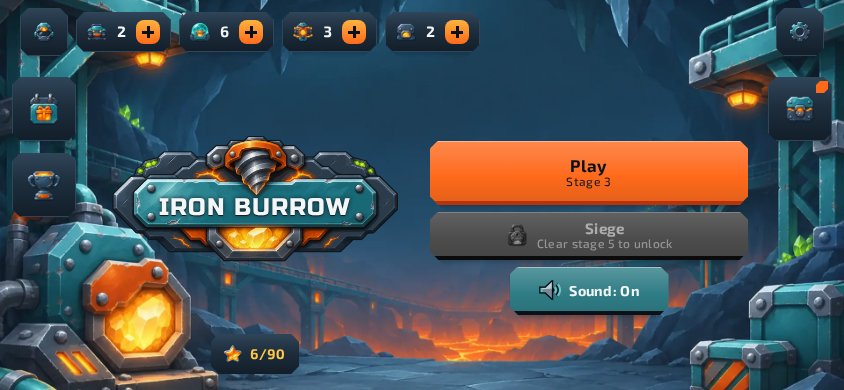 2
6
3
2
IRON BURROW
Play
Stage 3
Siege
Clear stage 5 to unlock
Sound: On
6/90